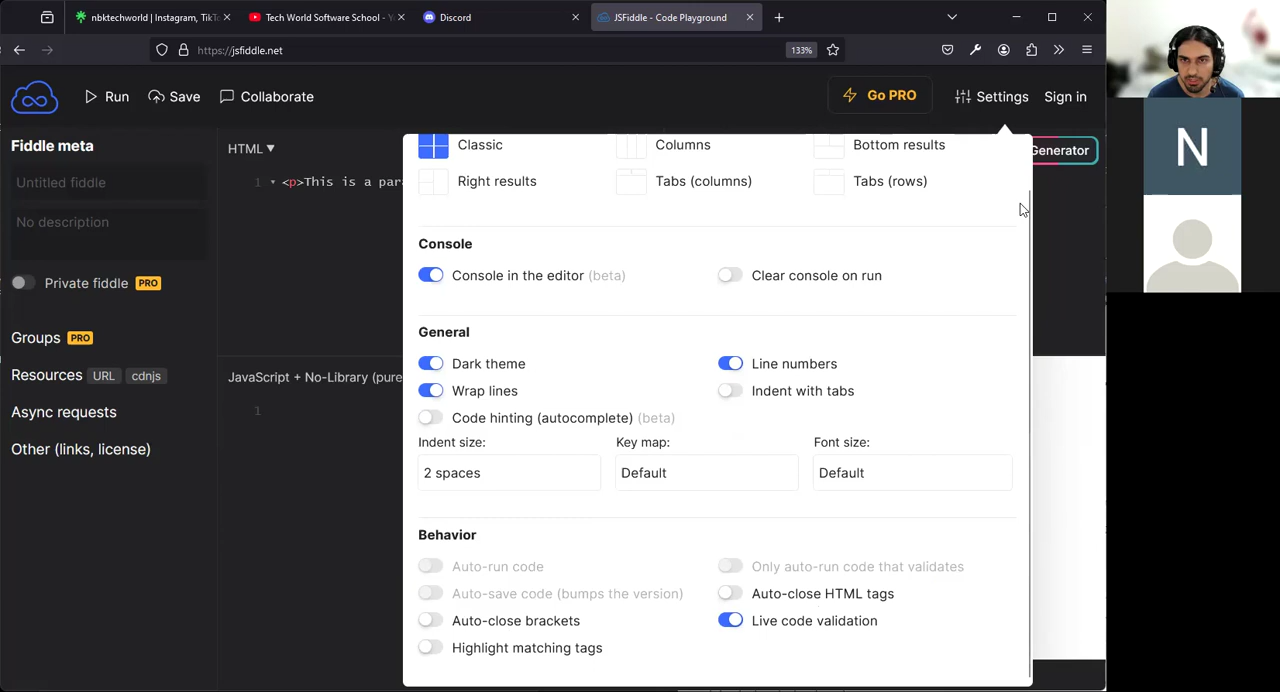 nbktechworld | Instagram, TikTo
Tech World Software School - Yo
Discord
JSFiddle - Code Playground
https://jsfiddle.net
133%
Run
Save
Collaborate
Go PRO
Settings
Sign in
Fiddle meta
Untitled fiddle
No description
Private fiddle PRO
Groups PRO
Resources URL cdnjs
Async requests
Other (links, license)
HTML ▼
1 <p>This is a para
Generator
JavaScript + No-Library (pure
1
Classic
Columns
Bottom results
Right results
Tabs (columns)
Tabs (rows)
Console
Console in the editor (beta)
Clear console on run
General
Dark theme
Line numbers
Wrap lines
Indent with tabs
Code hinting (autocomplete) (beta)
Indent size:
Key map:
Font size:
2 spaces
Default
Default
Behavior
Auto-run code
Only auto-run code that validates
Auto-save code (bumps the version)
Auto-close HTML tags
Auto-close brackets
Live code validation
Highlight matching tags
N